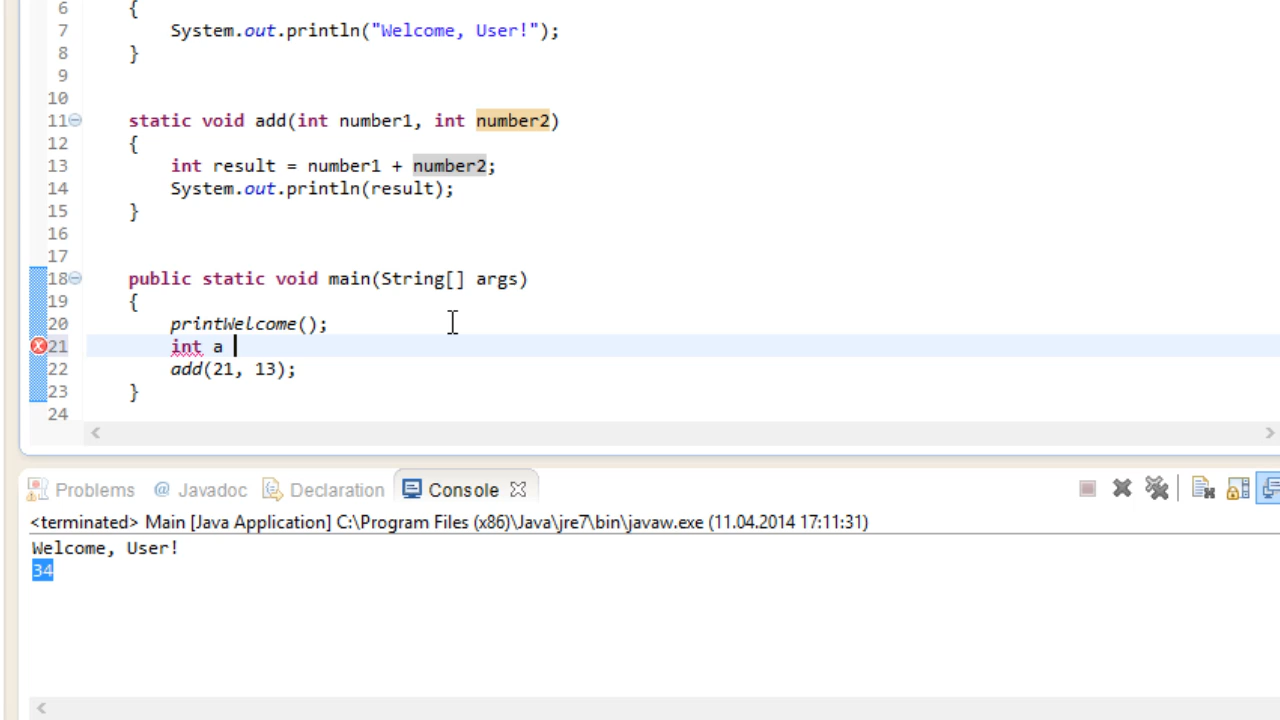 6 {
7 System.out.println("Welcome, User!");
8 }
9
10
11 static void add(int number1, int number2)
12 {
13 int result = number1 + number2;
14 System.out.println(result);
15 }
16
17
18 public static void main(String[] args)
19 {
20 printWelcome();
21 int a
22 add(21, 13);
23 }
24
Problems @ Javadoc Declaration Console
<terminated> Main [Java Application] C:\Program Files (x86)\Java\jre7\bin\javaw.exe (11.04.2014 17:11:31)
Welcome, User!
34